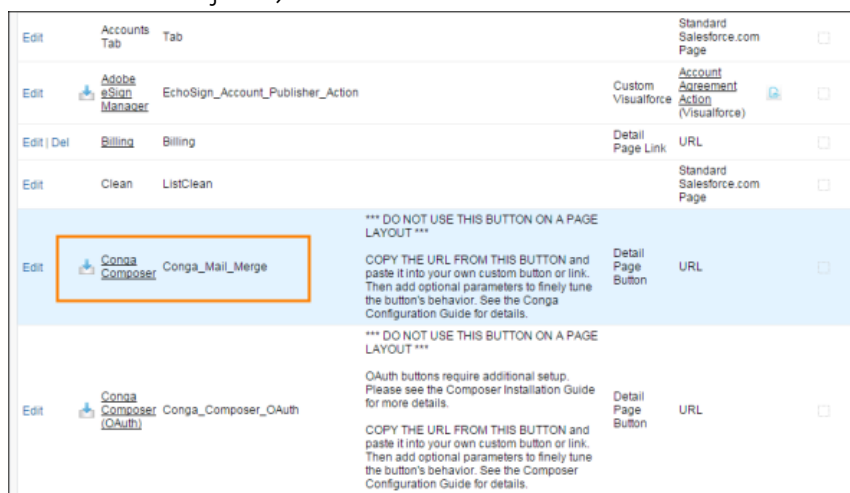 Edit Accounts Tab Tab Standard Salesforce.com Page
Edit Adobe eSign Manager EchoSign_Account_Publisher_Action Custom Visualforce Account Agreement Action (Visualforce)
Edit | Del Billing Billing Detail Page Link URL
Edit Clean ListClean Standard Salesforce.com Page
*** DO NOT USE THIS BUTTON ON A PAGE
LAYOUT ***
Edit Conga Composer Conga_Mail_Merge
COPY THE URL FROM THIS BUTTON and
paste it into your own custom button or link.
Then add optional parameters to finely tune
the button's behavior. See the Conga
Configuration Guide for details.
Detail Page Button URL
*** DO NOT USE THIS BUTTON ON A PAGE
LAYOUT ***
Edit Conga Composer (OAuth) Conga_Composer_OAuth
OAuth buttons require additional setup.
Please see the Composer Installation Guide
for more details.
COPY THE URL FROM THIS BUTTON and
paste it into your own custom button or link.
Then add optional parameters to finely tune
the button's behavior. See the Composer
Configuration Guide for details.
Detail Page Button URL